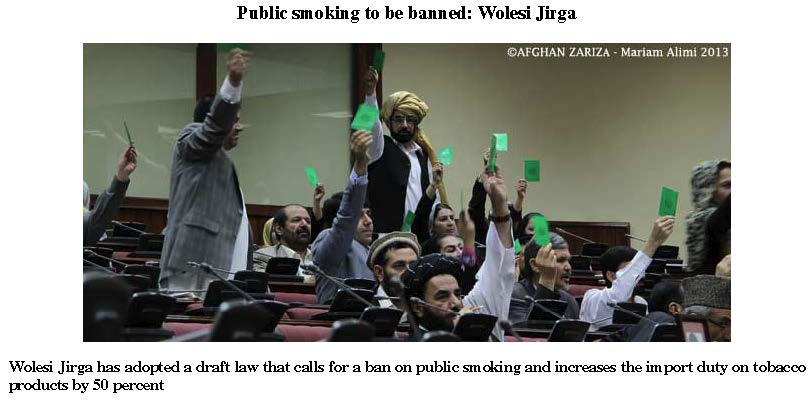 Public smoking to be banned: Wolesi Jirga
©AFGHAN ZARIZA - Mariam Alimi 2013
Wolesi Jirga has adopted a draft law that calls for a ban on public smoking and increases the import duty on tobacco
products by 50 percent